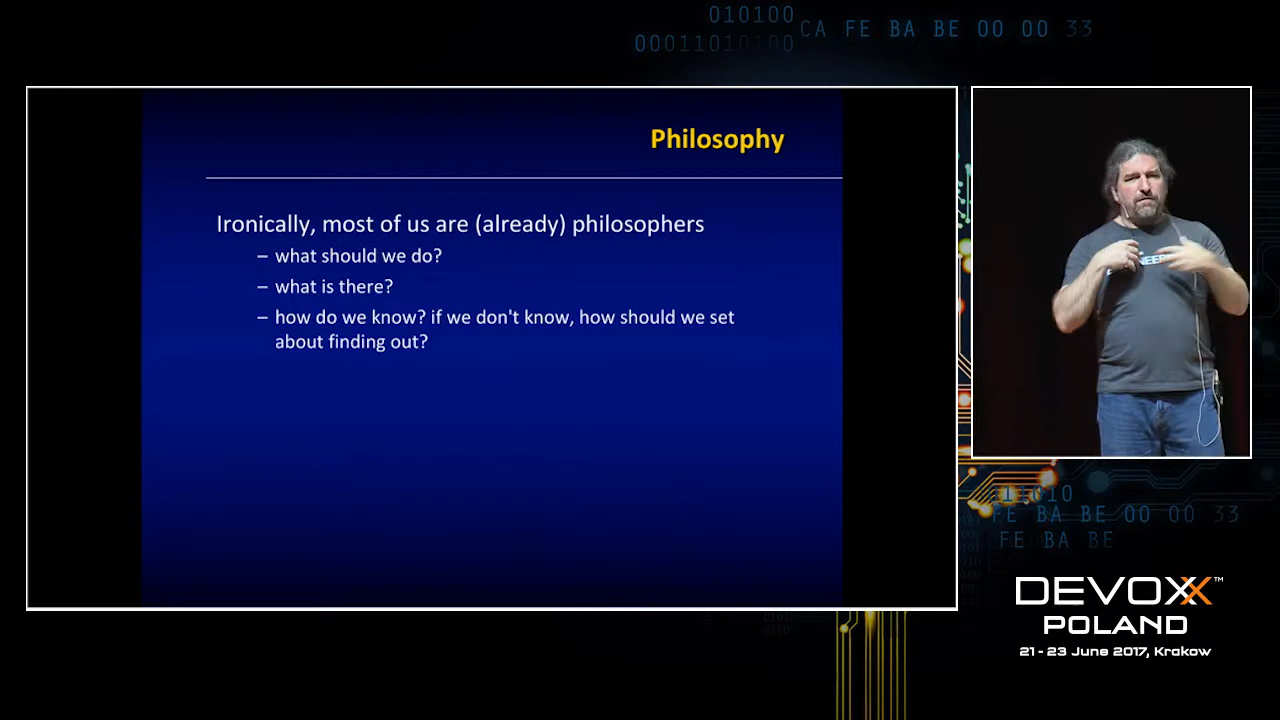 010100
00011010100
CA FE BA BE 00 00 33
Philosophy
Ironically, most of us are (already) philosophers
– what should we do?
– what is there?
– how do we know? if we don't know, how should we set
about finding out?
FE BA BE 00 00 33
FE BA BE
DEVOXX™
POLAND
21 - 23 June 2017, Krakow